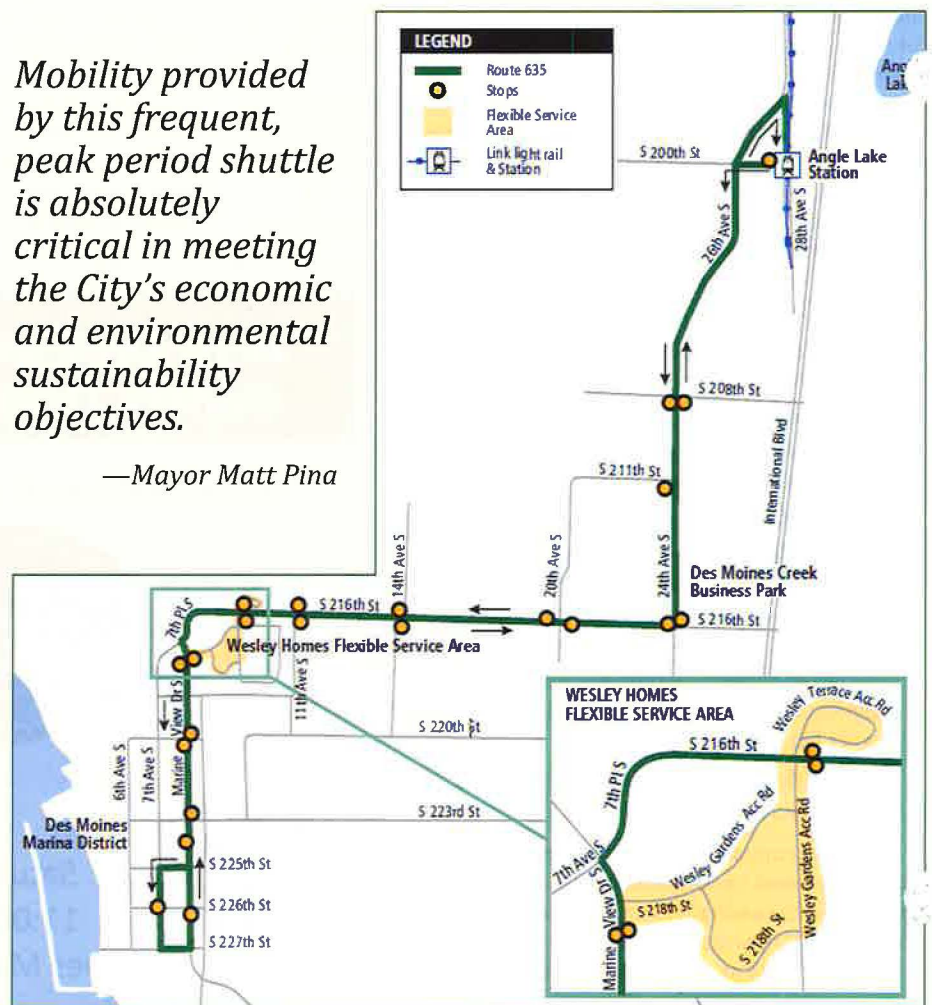 Mobility provided
by this frequent,
peak period shuttle
is absolutely
critical in meeting
the City's economic
and environmental
sustainability
objectives.
—Mayor Matt Pina
LEGEND
Route 635
Stops
Flexible Service
Area
Link light rail
& Station
S 200th St
Angle Lake
Station
28th Ave S
26th Ave S
S 208th St
International Blvd
S 211th St
14th Ave S
20th Ave S
24th Ave S
Des Moines Creek
Business Park
7th Pl S
S 216th St
S 216th St
Wesley Homes Flexible Service Area
11th Ave S
Marine View Dr S
S 220th St
6th Ave S
7th Ave S
S 223rd St
Des Moines
Marina District
S 225th St
S 226th St
S 227th St
WESLEY HOMES
FLEXIBLE SERVICE AREA
Wesley Terrace Acc Rd
S 216th St
7th Pl S
Wesley Gardens Acc Rd
7th Ave S
Wesley Gardens Acc Rd
S 218th St
S 218th St
Marine View Dr S